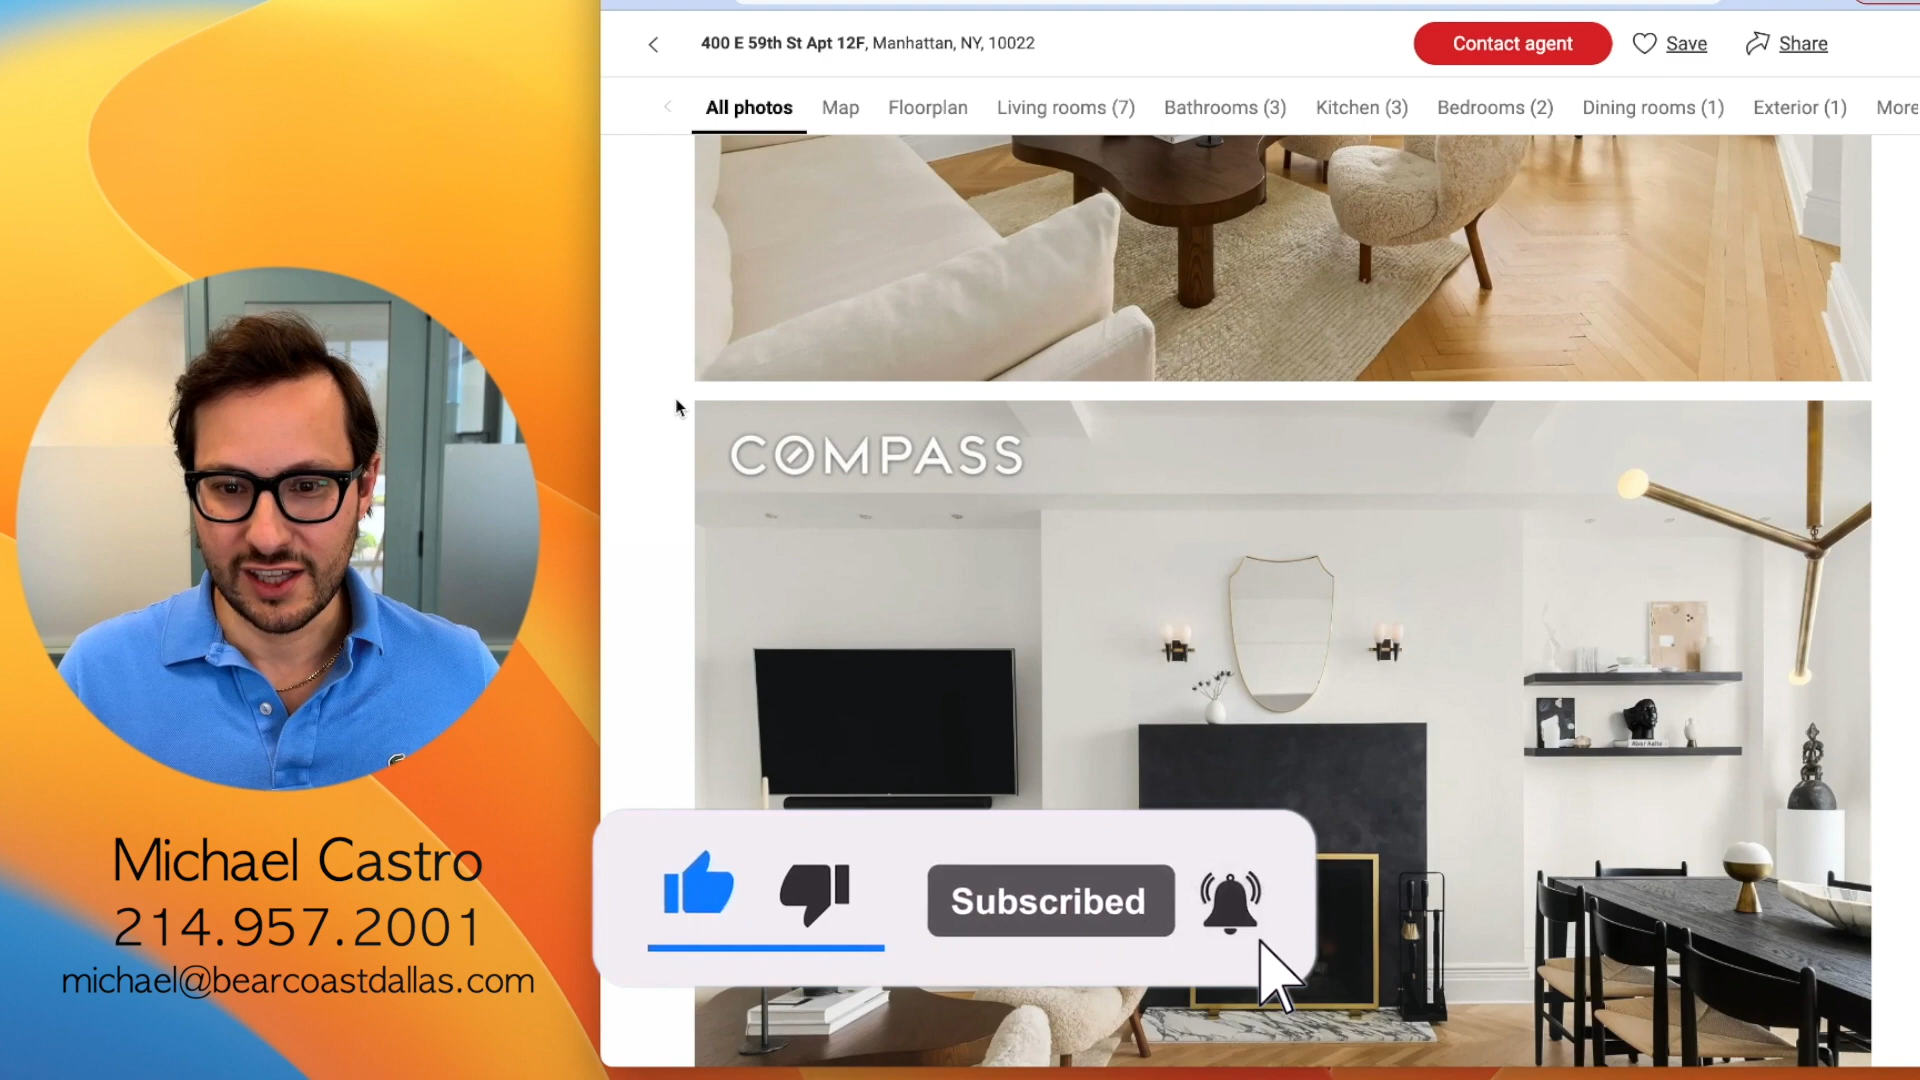 400 E 59th St Apt 12F, Manhattan, NY, 10022
Contact agent
Save
Share
All photos
Map
Floorplan
Living rooms (7)
Bathrooms (3)
Kitchen (3)
Bedrooms (2)
Dining rooms (1)
Exterior (1)
More
COMPASS
Alvar Aalto
Subscribed
Michael Castro
214.957.2001
michael@bearcoastdallas.com